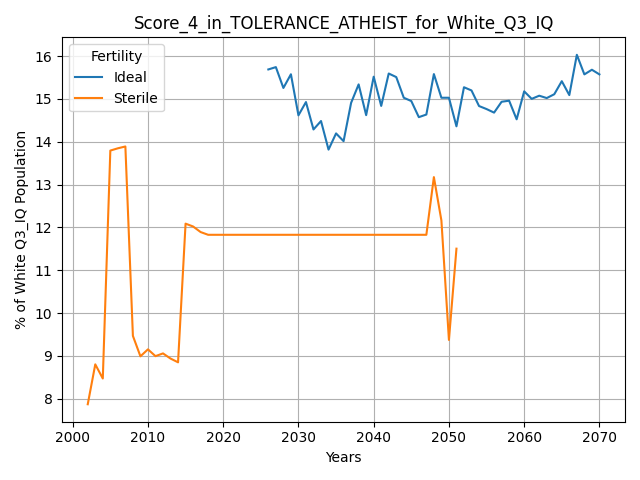 Score_4_in_TOLERANCE_ATHEIST_for_White_Q3_IQ
Fertility
Ideal
Sterile
% of White Q3_IQ Population
16
15
14
13
12
11
10
9
8
2000 2010 2020 2030 2040 2050 2060 2070
Years